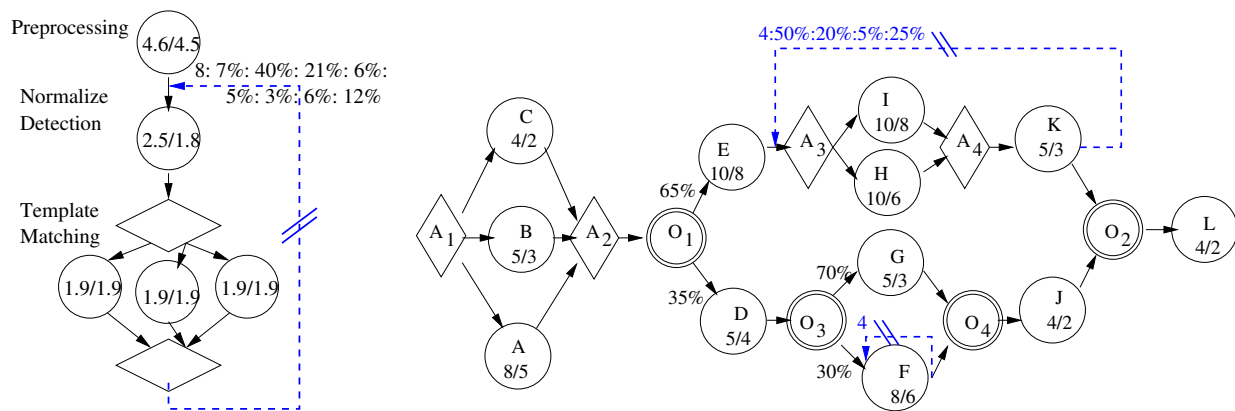 Preprocessing
4.6/4.5
8: 7%: 40%: 21%: 6%:
5%: 3%: 6%: 12%
Normalize
Detection
2.5/1.8
Template
Matching
1.9/1.9
1.9/1.9
1.9/1.9
A1
C
4/2
B
5/3
A
8/5
A2
O1
65%
35%
E
10/8
D
5/4
4:50%:20%:5%:25%
A3
I
10/8
H
10/6
A4
K
5/3
O3
70%
30%
G
5/3
4
F
8/6
O4
J
4/2
O2
L
4/2